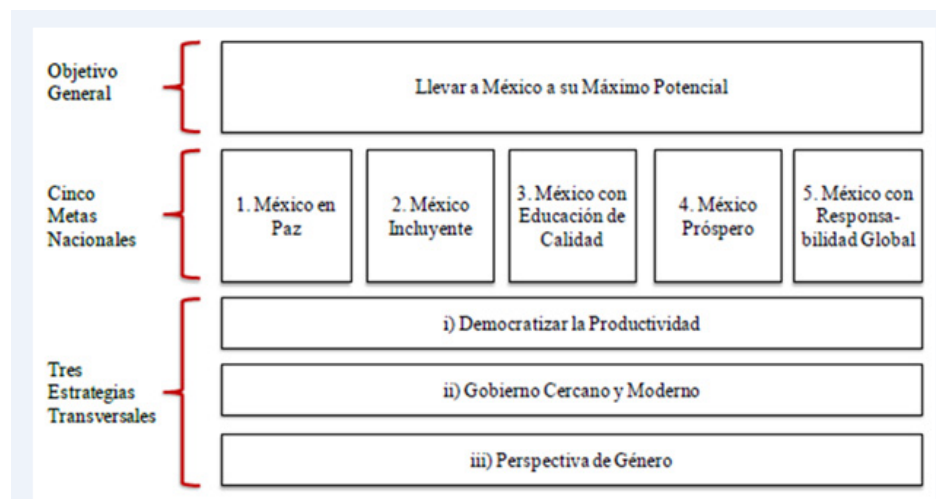 Objetivo
General
Llevar a México a su Máximo Potencial
Cinco
Metas
Nacionales
1. México en
Paz
2. México
Incluyente
3. México con
Educación de
Calidad
4. México
Próspero
5. México con
Responsa-
bilidad Global
Tres
Estrategias
Transversales
i) Democratizar la Productividad
ii) Gobierno Cercano y Moderno
iii) Perspectiva de Género